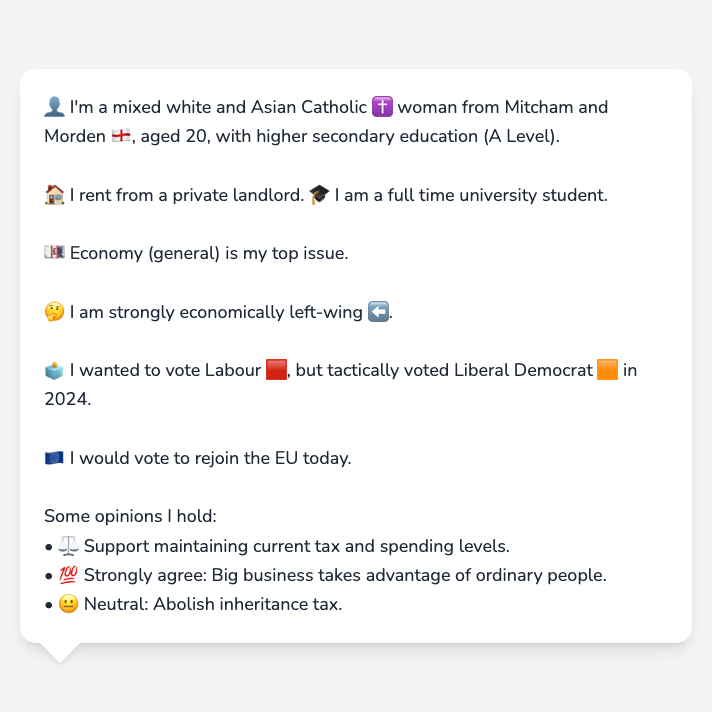 👤 I'm a mixed white and Asian Catholic ✝️ woman from Mitcham and
Morden 🏴󠁧󠁢󠁥󠁮󠁧󠁿, aged 20, with higher secondary education (A Level).
🏠 I rent from a private landlord. 🎓 I am a full time university student.
💷 Economy (general) is my top issue.
🤔 I am strongly economically left-wing ⬅️.
🗳️ I wanted to vote Labour 🟥, but tactically voted Liberal Democrat 🟧 in
2024.
🇪🇺 I would vote to rejoin the EU today.
Some opinions I hold:
• ⚖️ Support maintaining current tax and spending levels.
• 💯 Strongly agree: Big business takes advantage of ordinary people.
• 😐 Neutral: Abolish inheritance tax.